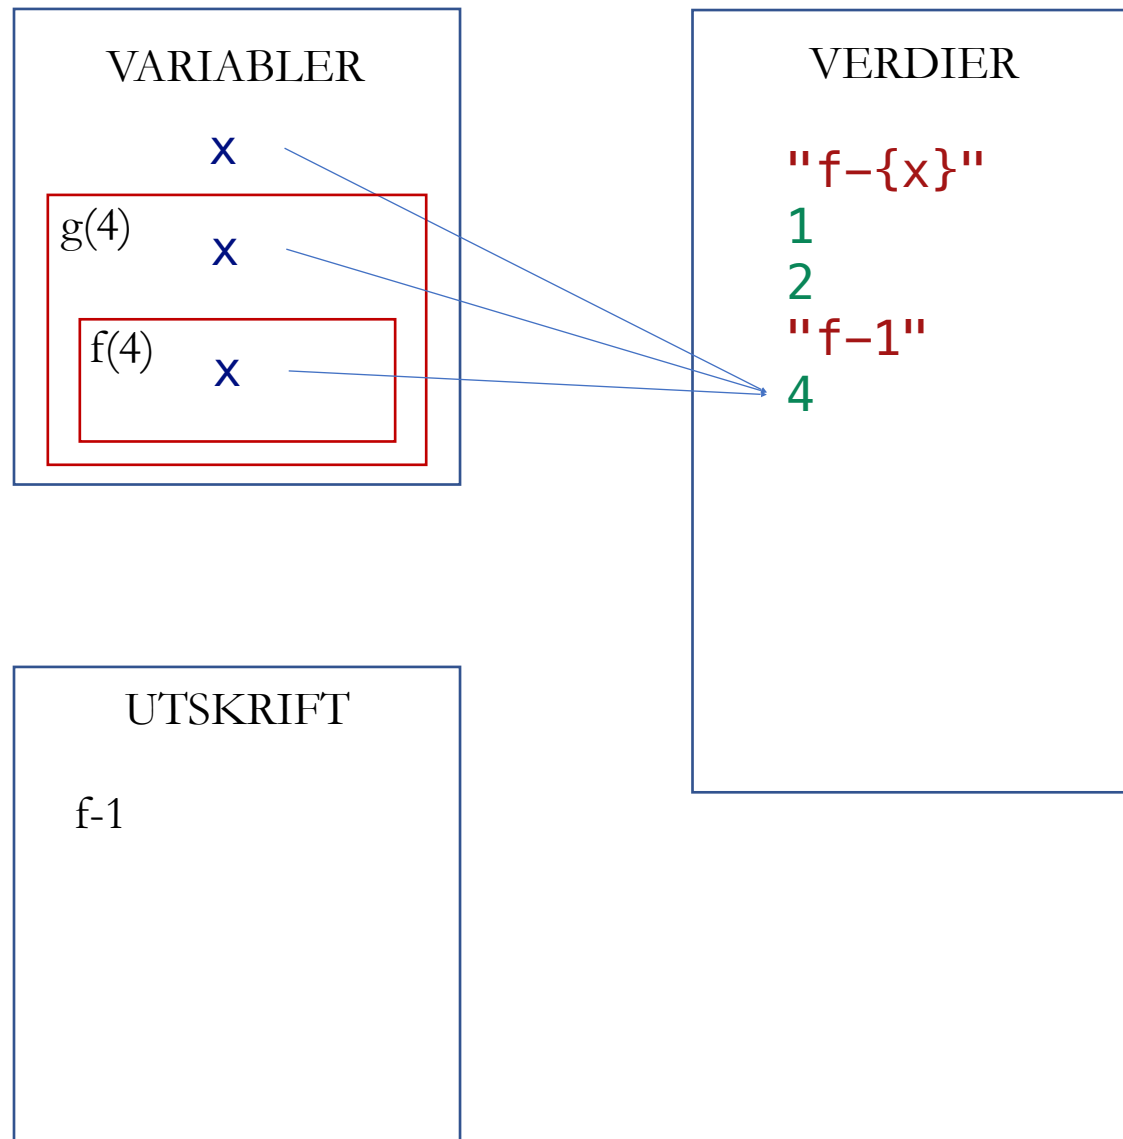 VARIABLER
x
g(4)
x
f(4)
x
VERDIER
"f-{x}"
1
2
"f-1"
4
UTSKRIFT
f-1